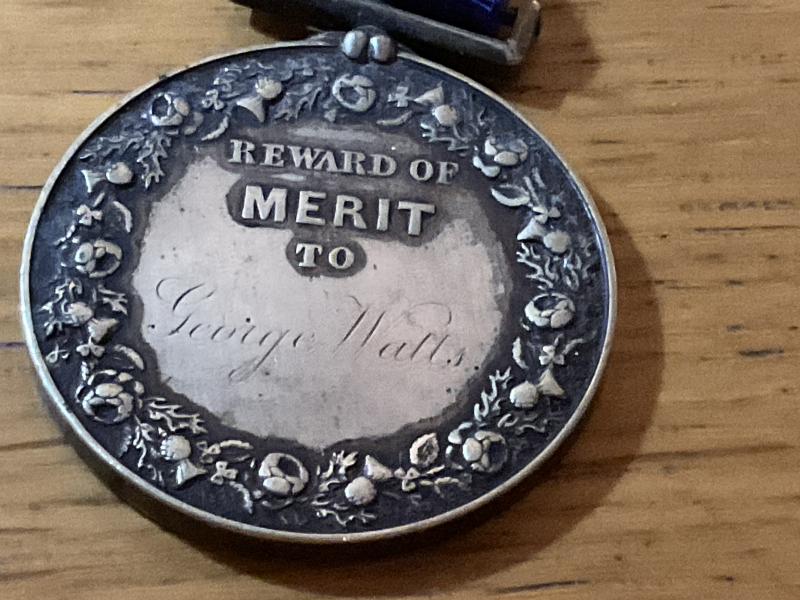 REWARD OF
MERIT
TO
George Watts.